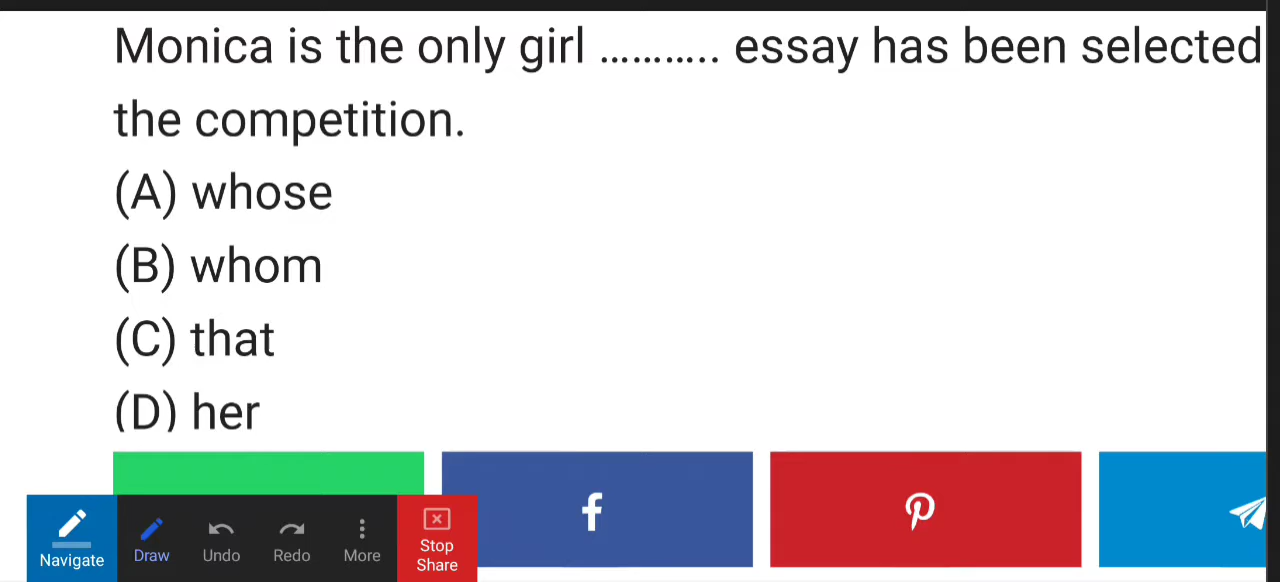 Monica is the only girl ........... essay has been selected
the competition.
(A) whose
(B) whom
(C) that
(D) her
Navigate
Draw
Undo
Redo
More
Stop
Share